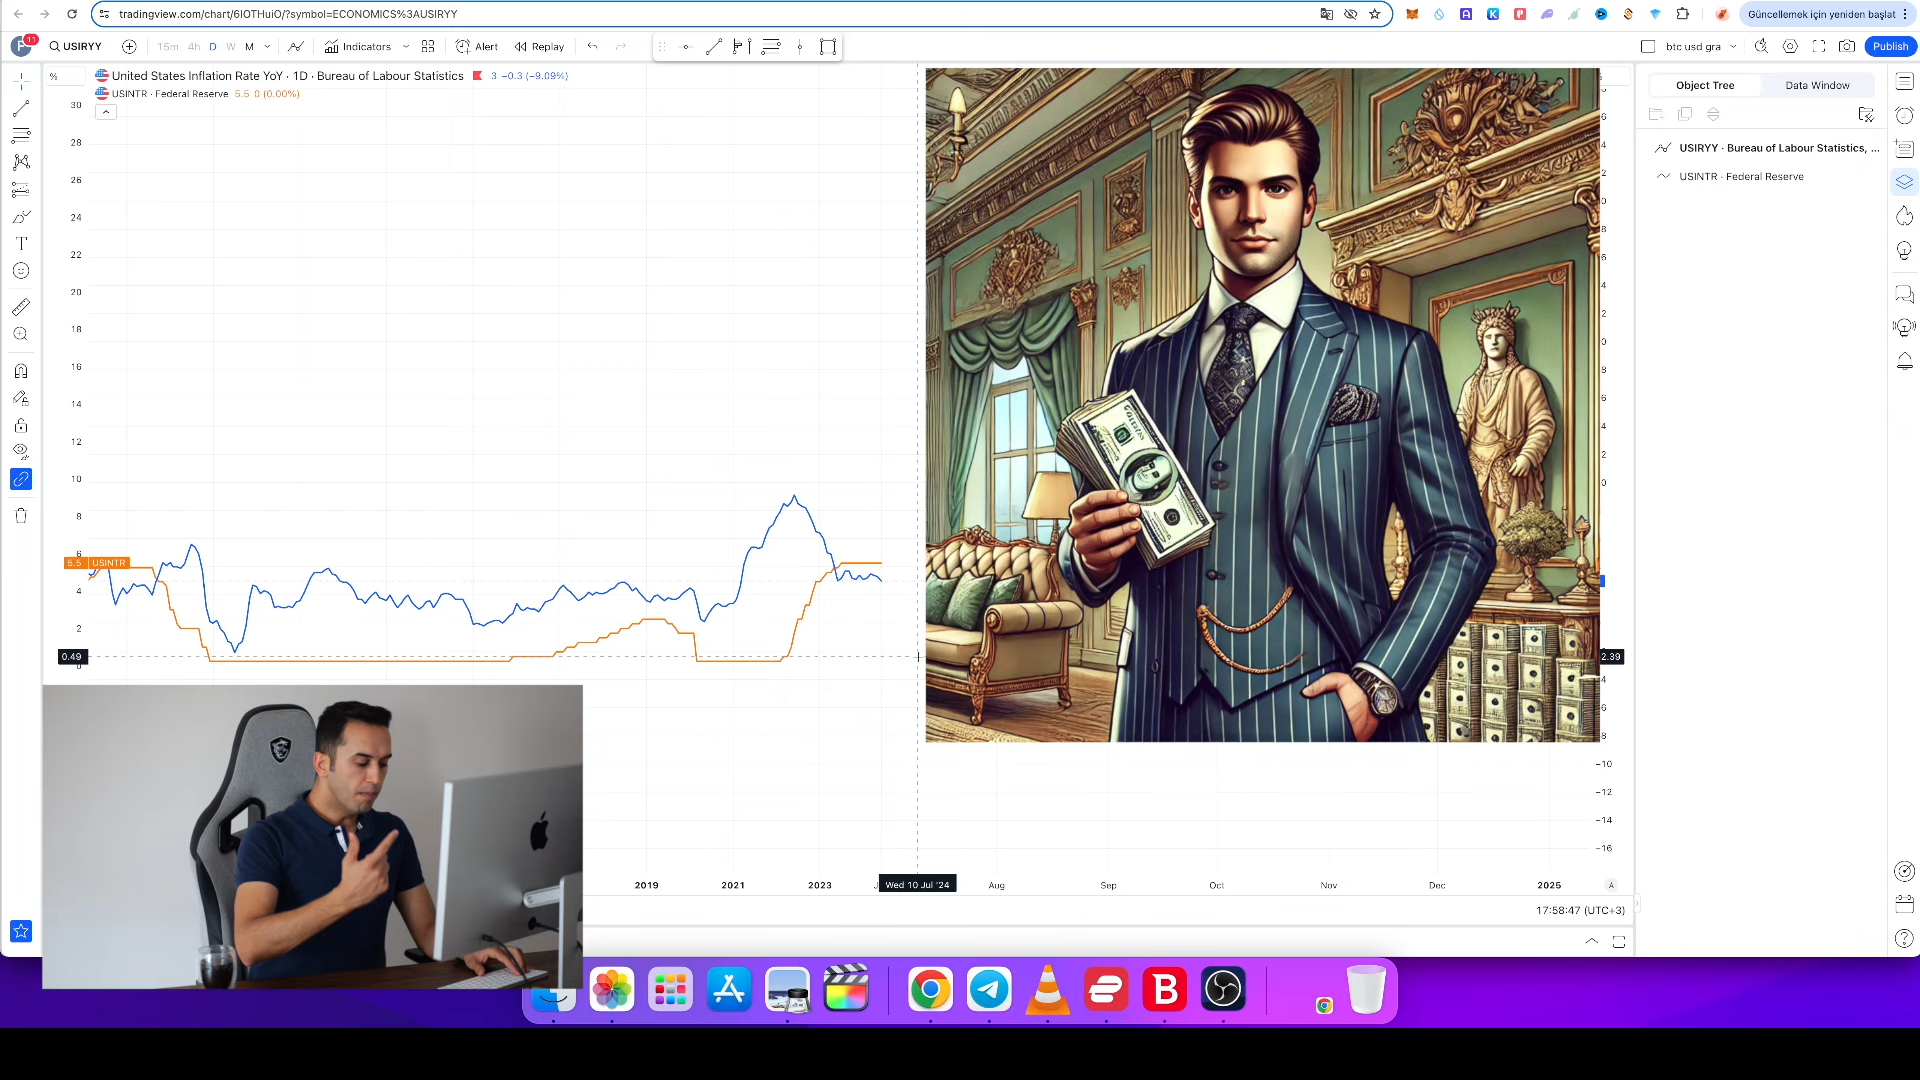 tradingview.com/chart/6IOTHuiO/?symbol=ECONOMICS%3AUSIRYY
Güncellemek için yeniden başlat
11
USIRYY
15m 4h D W M
Indicators
Alert
Replay
btc usd gra
Publish
%
United States Inflation Rate YoY · 1D · Bureau of Labour Statistics
3 −0.3 (−9.09%)
USINTR · Federal Reserve 5.5 0 (0.00%)
Object Tree
Data Window
USIRYY · Bureau of Labour Statistics, ...
USINTR · Federal Reserve
30
28
26
24
22
20
18
16
14
12
10
8
6
5.5 USINTR
4
2
0.49
2.39
−10
−12
−14
−16
2019
2021
2023
Wed 10 Jul '24
Aug
Sep
Oct
Nov
Dec
2025
A
17:58:47 (UTC+3)